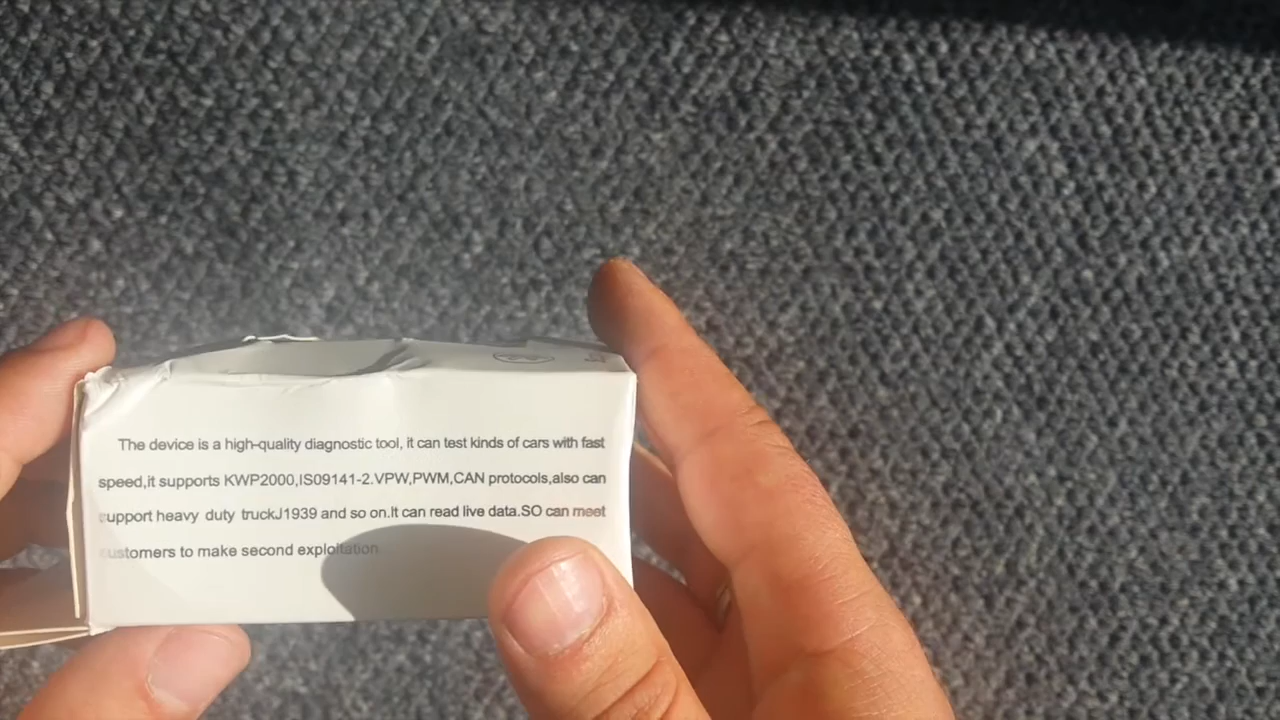 The device is a high-quality diagnostic tool, it can test kinds of cars with fast
speed,it supports KWP2000,IS09141-2.VPW,PWM,CAN protocols,also can
support heavy duty truckJ1939 and so on.It can read live data.SO can meet
customers to make second exploitation